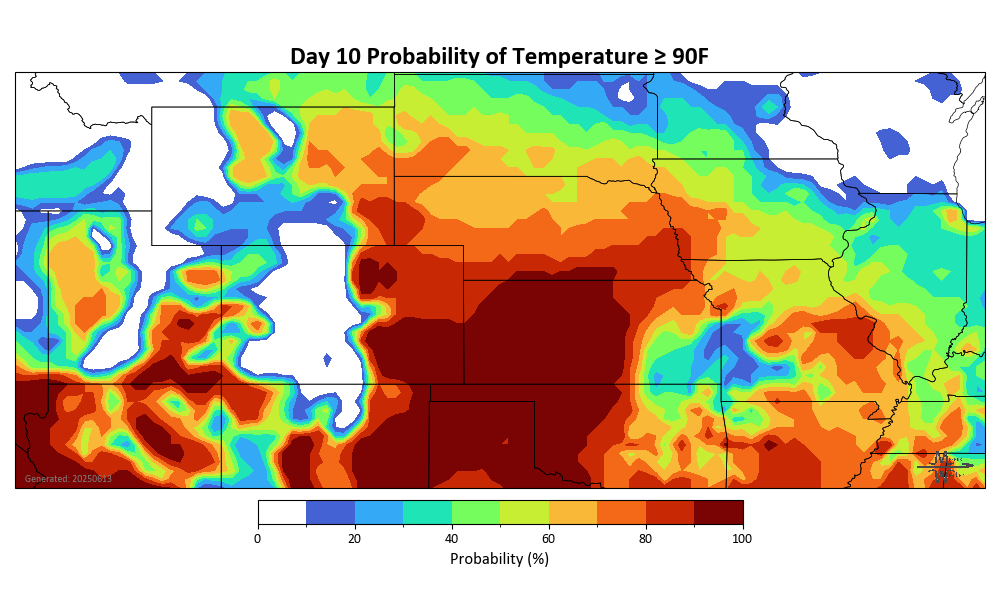 Day 10 Probability of Temperature ≥ 90F
Generated: 20250613
0 20 40 60 80 100
Probability (%)